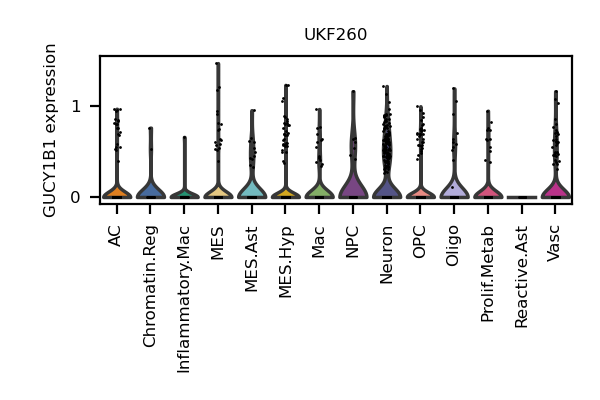 UKF260
GUCY1B1 expression
1
0
AC
Chromatin.Reg
Inflammatory.Mac
MES
MES.Ast
MES.Hyp
Mac
NPC
Neuron
OPC
Oligo
Prolif.Metab
Reactive.Ast
Vasc